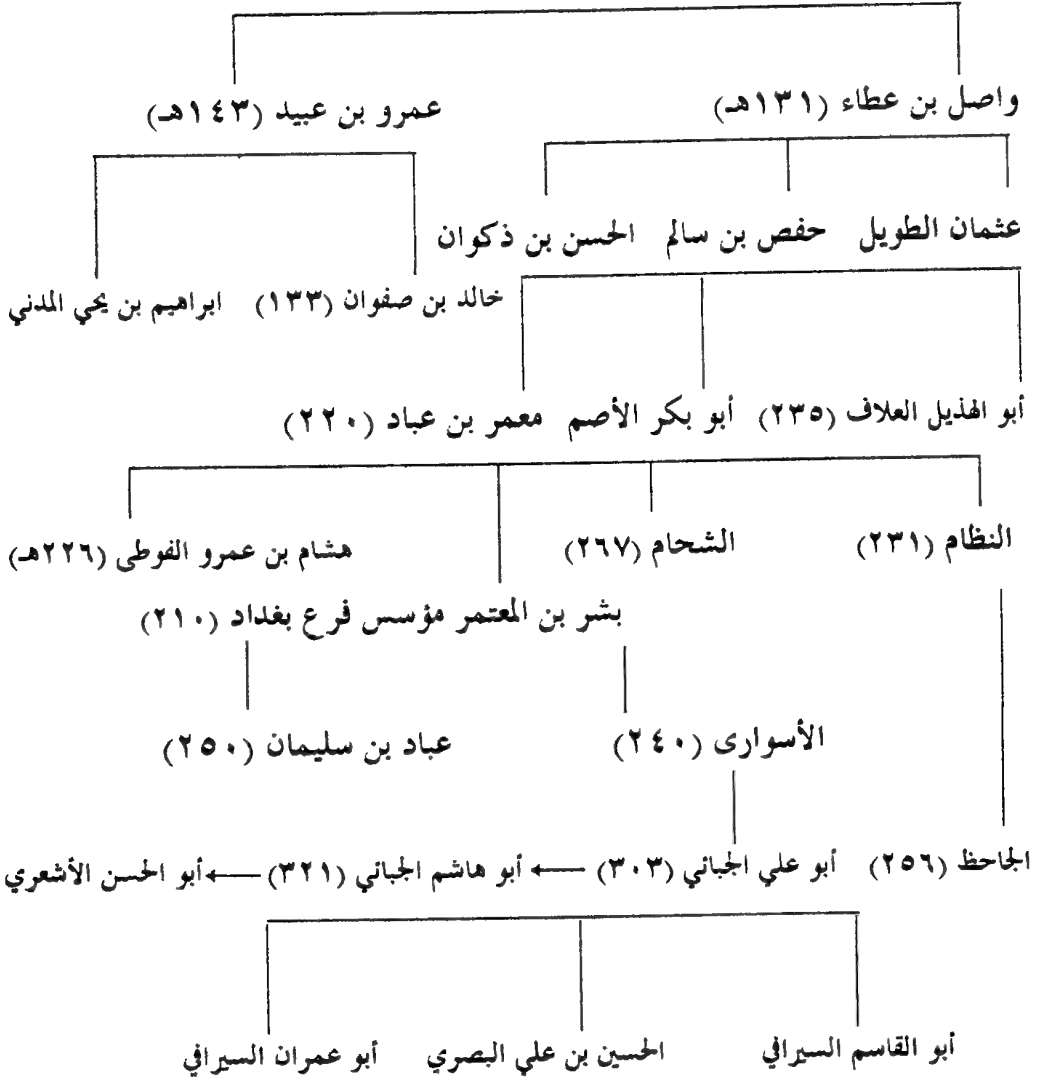 واصل بن عطاء (١٣١هـ) عمرو بن عبيد (١٤٣هـ)
عثمان الطويل حفص بن سالم الحسن بن ذكوان
خالد بن صفوان (١٣٣) ابراهيم بن يحي المدني
أبو الهذيل العلاف (٢٣٥) أبو بكر الأصم معمر بن عباد (٢٢٠)
النظام (٢٣١) الشحام (٢٦٧) هشام بن عمرو الفوطى (٢٢٦هـ)
بشر بن المعتمر مؤسس فرع بغداد (٢١٠)
الأسوارى (٢٤٠) عباد بن سليمان (٢٥٠)
الجاحظ (٢٥٦) أبو علي الجبائي (٣٠٣) ← أبو هاشم الجبائي (٣٢١) ← أبو الحسن الأشعري
أبو القاسم السيرافي الحسين بن علي البصري أبو عمران السيرافي